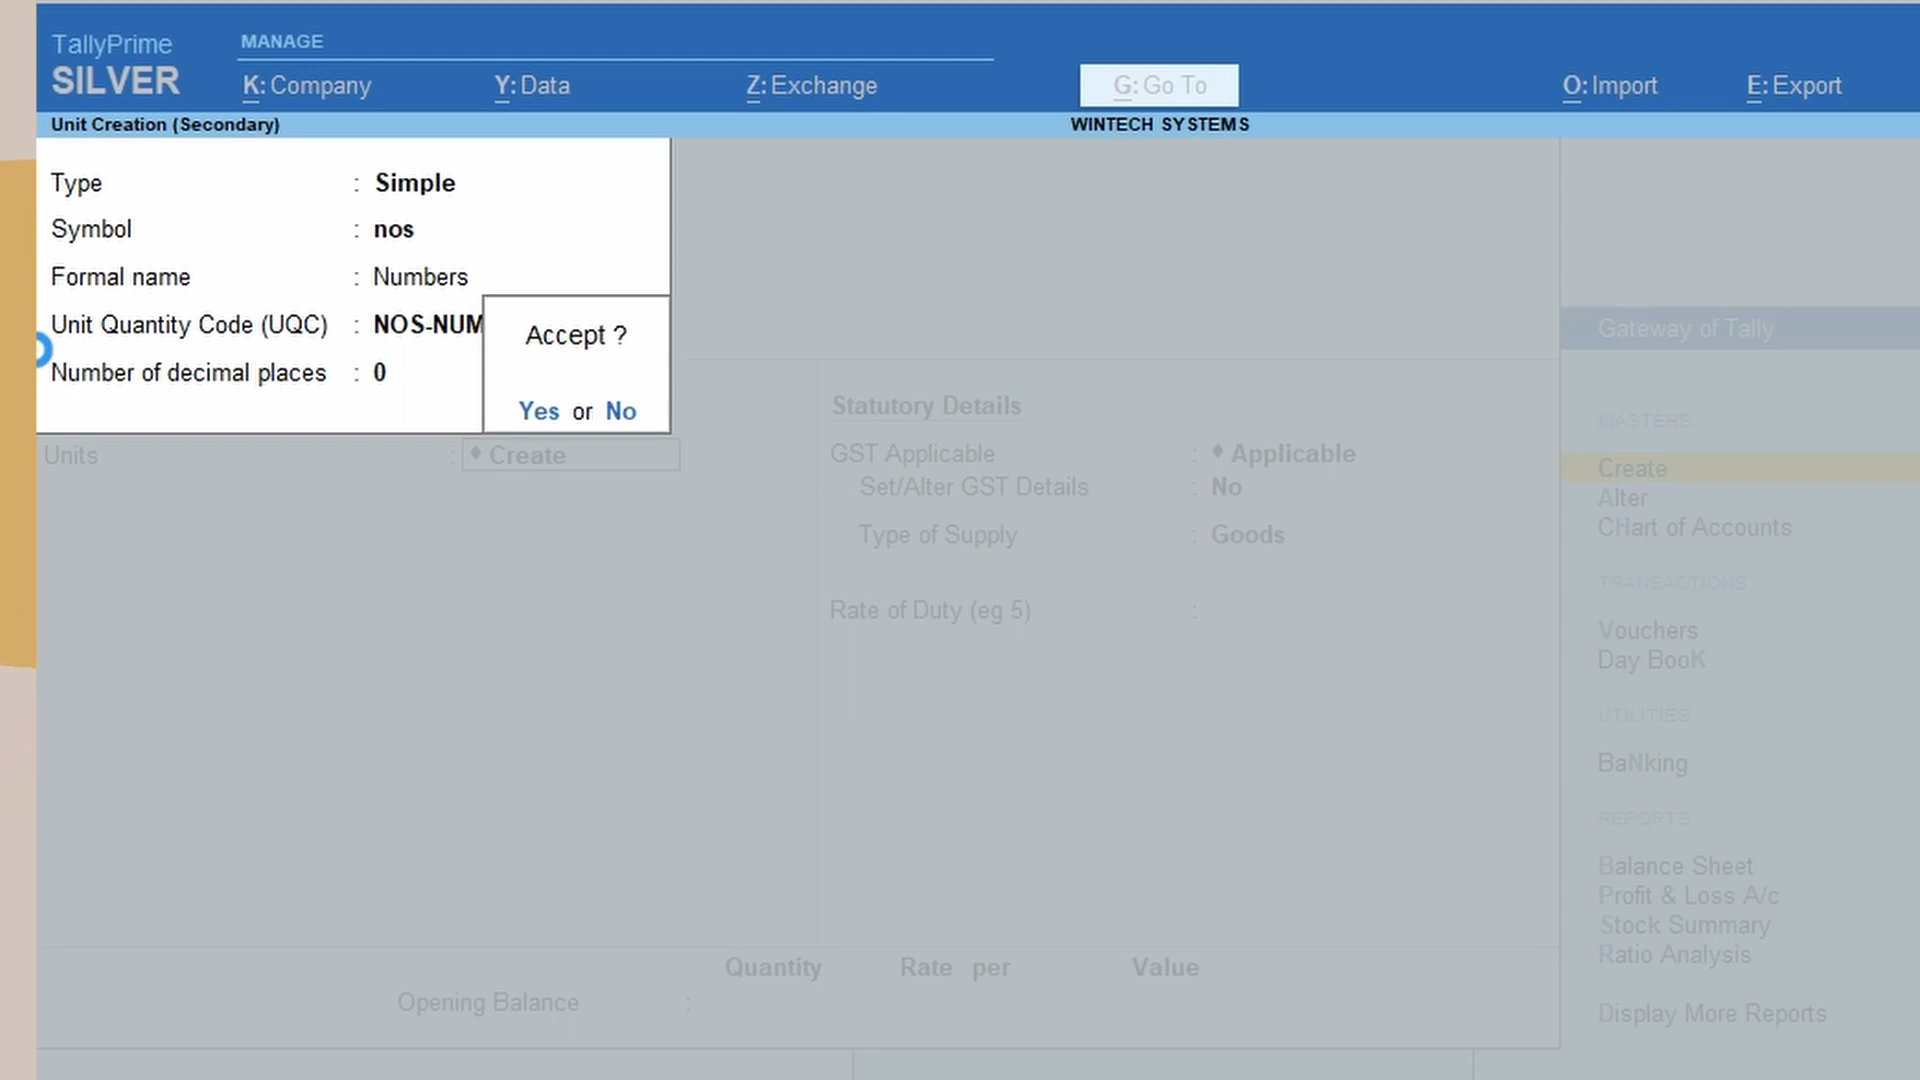 TallyPrime
SILVER
MANAGE
K: Company
Y: Data
Z: Exchange
G: Go To
O: Import
E: Export
Unit Creation (Secondary)
WINTECH SYSTEMS
Type : Simple
Symbol : nos
Formal name : Numbers
Unit Quantity Code (UQC) : NOS-NUM
Number of decimal places : 0
Accept ?
Yes or No
Units : ♦ Create
Statutory Details
GST Applicable : ♦ Applicable
Set/Alter GST Details : No
Type of Supply : Goods
Rate of Duty (eg 5) :
Quantity Rate per Value
Opening Balance :
Gateway of Tally
MASTERS
Create
Alter
CHart of Accounts
TRANSACTIONS
Vouchers
Day BooK
UTILITIES
BaNking
REPORTS
Balance Sheet
Profit & Loss A/c
Stock Summary
Ratio Analysis
Display More Reports